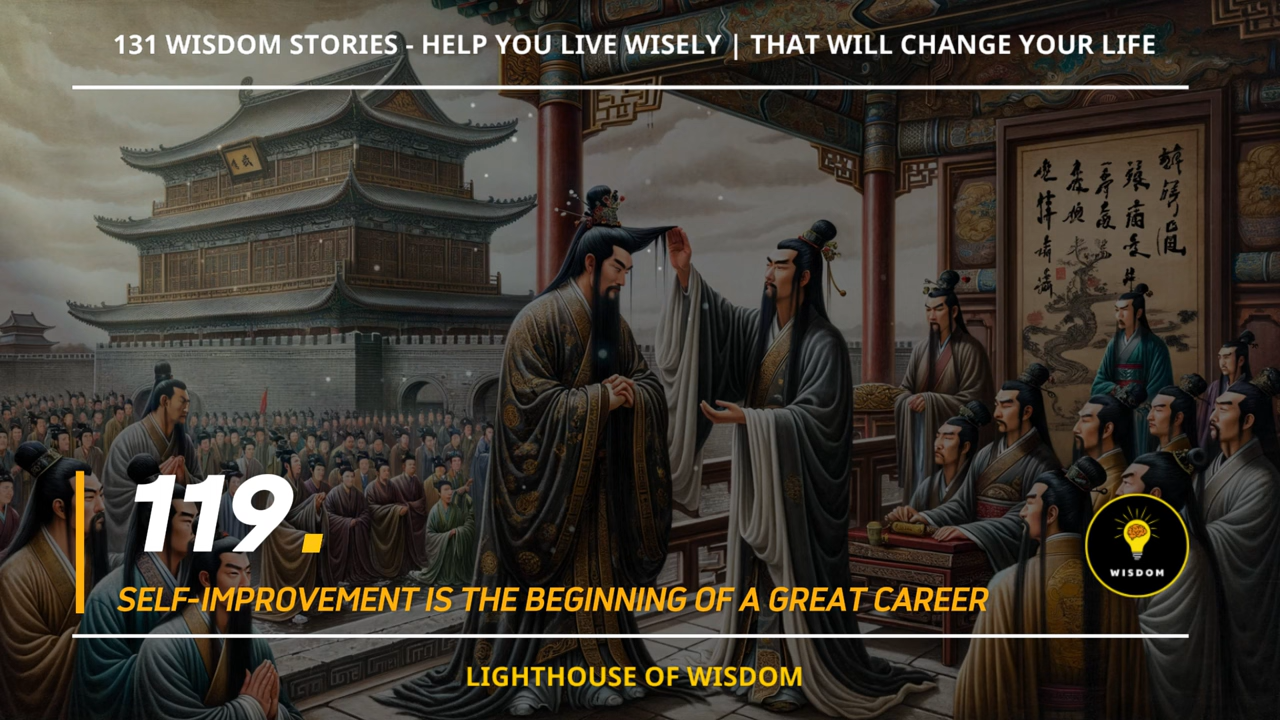 131 WISDOM STORIES - HELP YOU LIVE WISELY | THAT WILL CHANGE YOUR LIFE
119.
SELF-IMPROVEMENT IS THE BEGINNING OF A GREAT CAREER
WISDOM
LIGHTHOUSE OF WISDOM